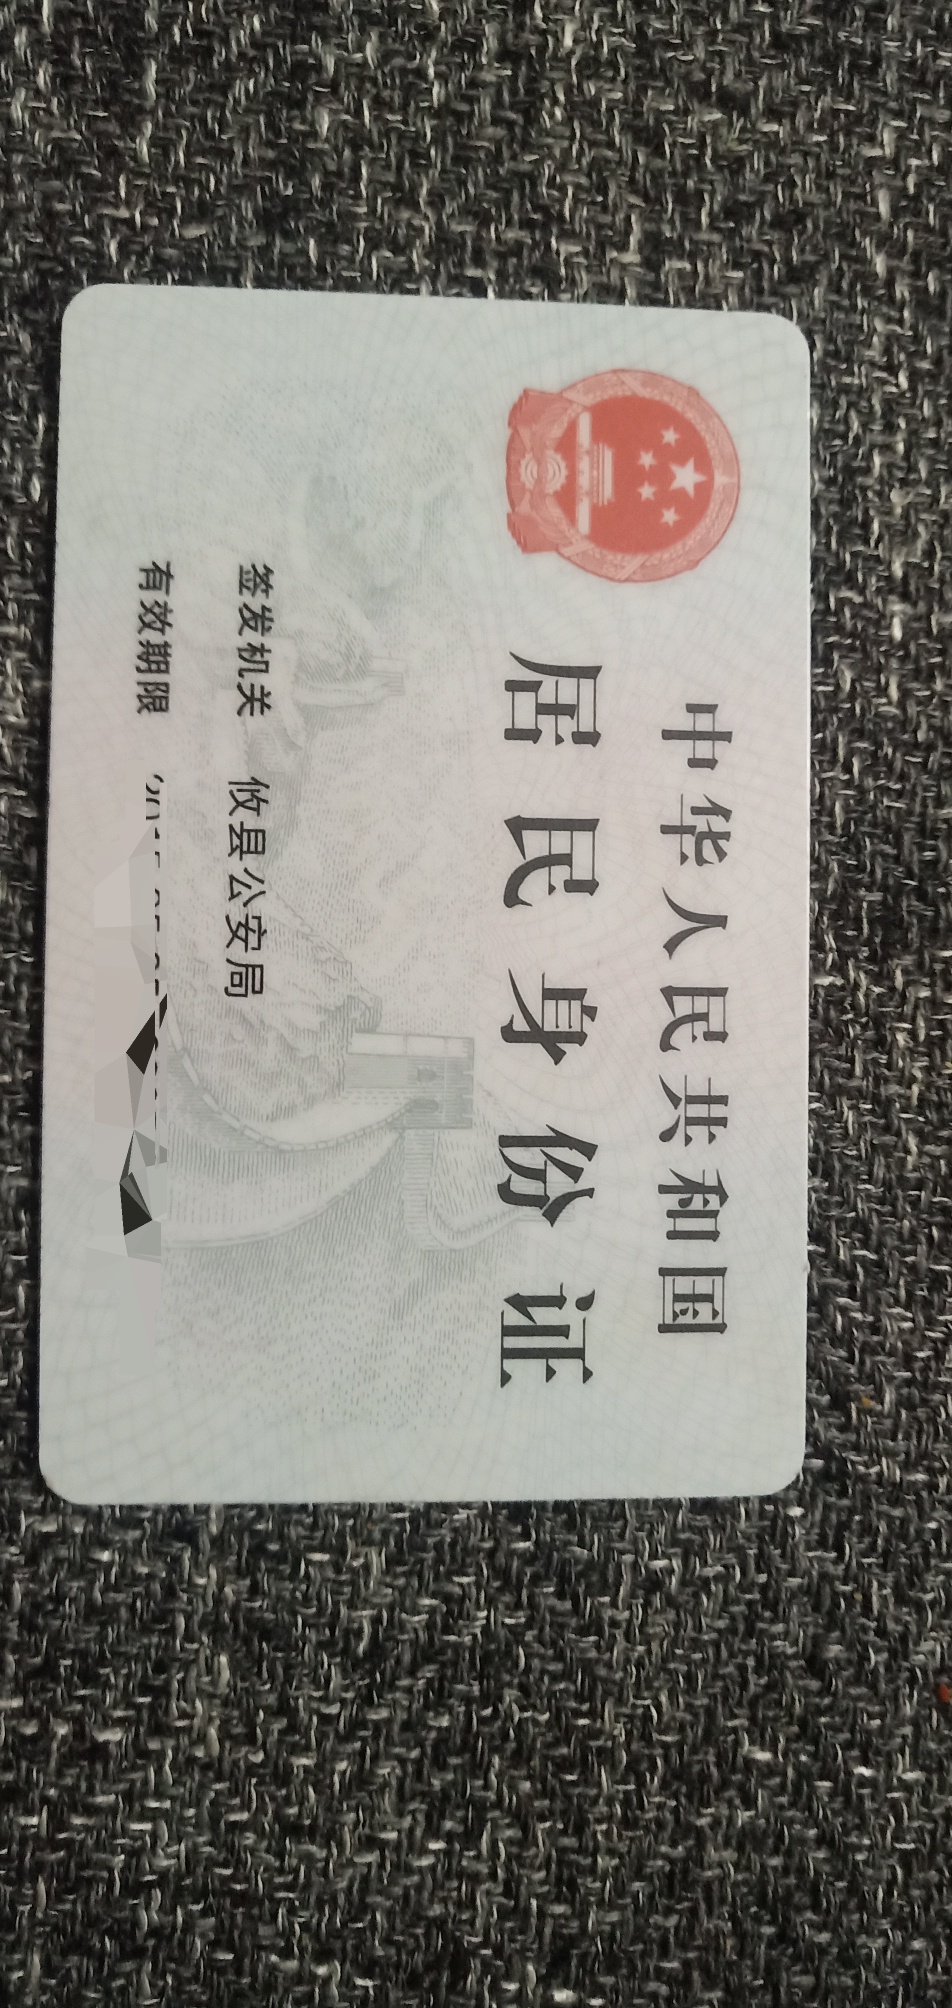 中华人民共和国
居民身份证
签发机关 攸县公安局
有效期限